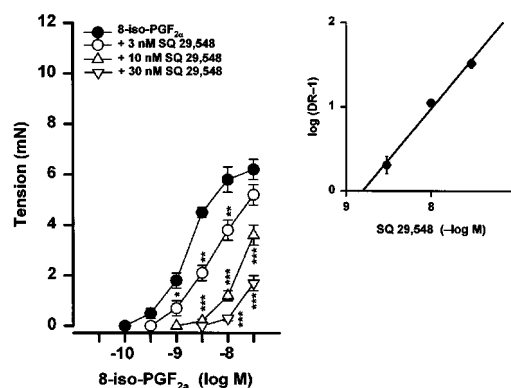 8-iso-PGF2α
+ 3 nM SQ 29,548
+ 10 nM SQ 29,548
+ 30 nM SQ 29,548
12
10
8
6
4
2
0
Tension (mN)
-10
-9
-8
8-iso-PGF2α (log M)
*
**
**
***
***
***
***
***
2
1
0
log (DR–1)
9
8
SQ 29,548 (–log M)